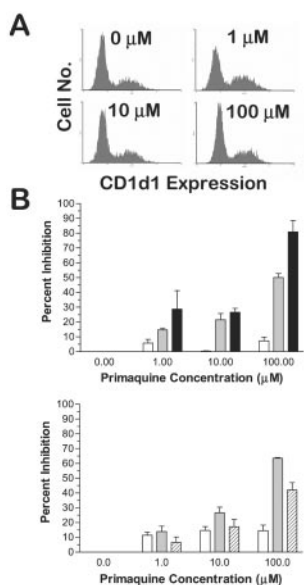 A
0 μM
1 μM
10 μM
100 μM
Cell No.
CD1d1 Expression
B
100
90
80
70
60
50
40
30
20
10
0
Percent Inhibition
0.00
1.00
10.00
100.00
Primaquine Concentration (μM)
100
90
80
70
60
50
40
30
20
10
0
Percent Inhibition
0.00
1.0
10.0
100.0
Primaquine Concentration (μM)